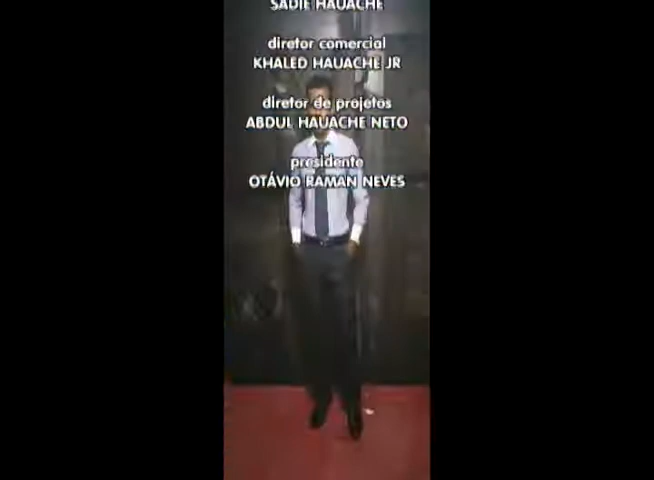 SADIE HAUACHE
diretor comercial
KHALED HAUACHE JR
diretor de projetos
ABDUL HAUACHE NETO
presidente
OTÁVIO RAMAN NEVES